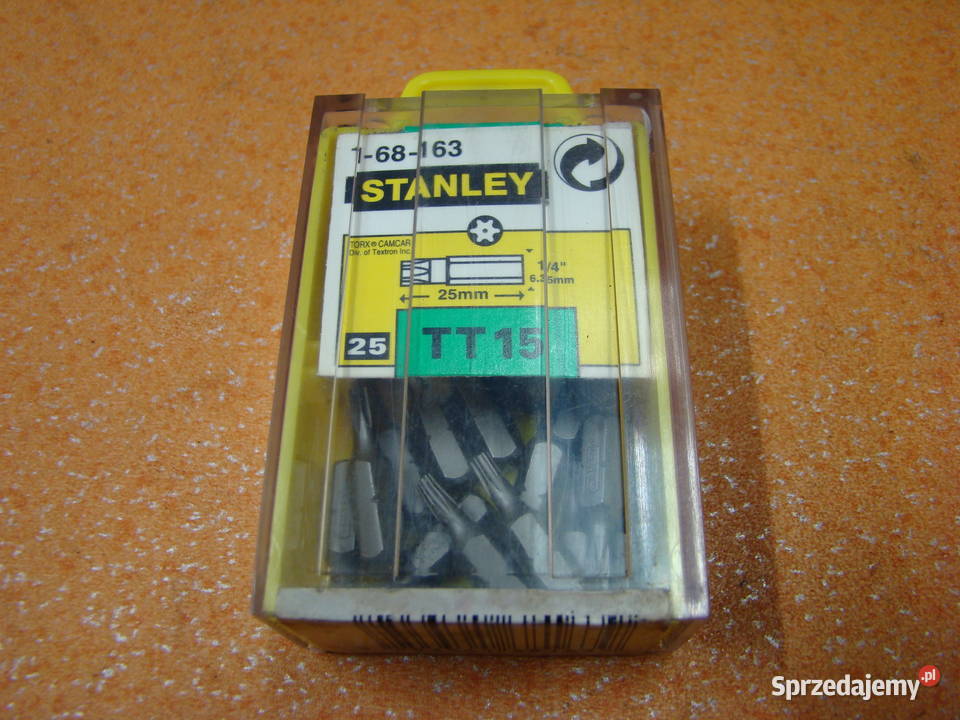 1-68-163
STANLEY
TORX® CAMCAR
Div. of Textron Inc.
1/4"
6.35mm
25mm
25
TT15
Sprzedajemy.pl